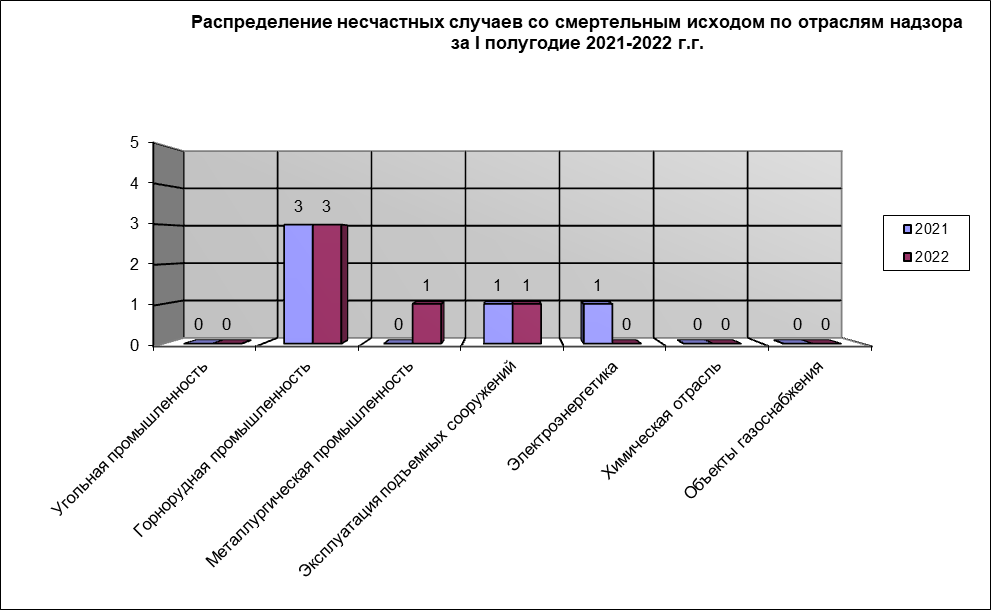 Распределение несчастных случаев со смертельным исходом по отраслям надзора
за I полугодие 2021-2022 г.г.
5
4
3
2
1
0
0 0
3 3
0 1
1 1
1 0
0 0
0 0
Угольная промышленность
Горнорудная промышленность
Металлургическая промышленность
Эксплуатация подъемных сооружений
Электроэнергетика
Химическая отрасль
Объекты газоснабжения
2021
2022